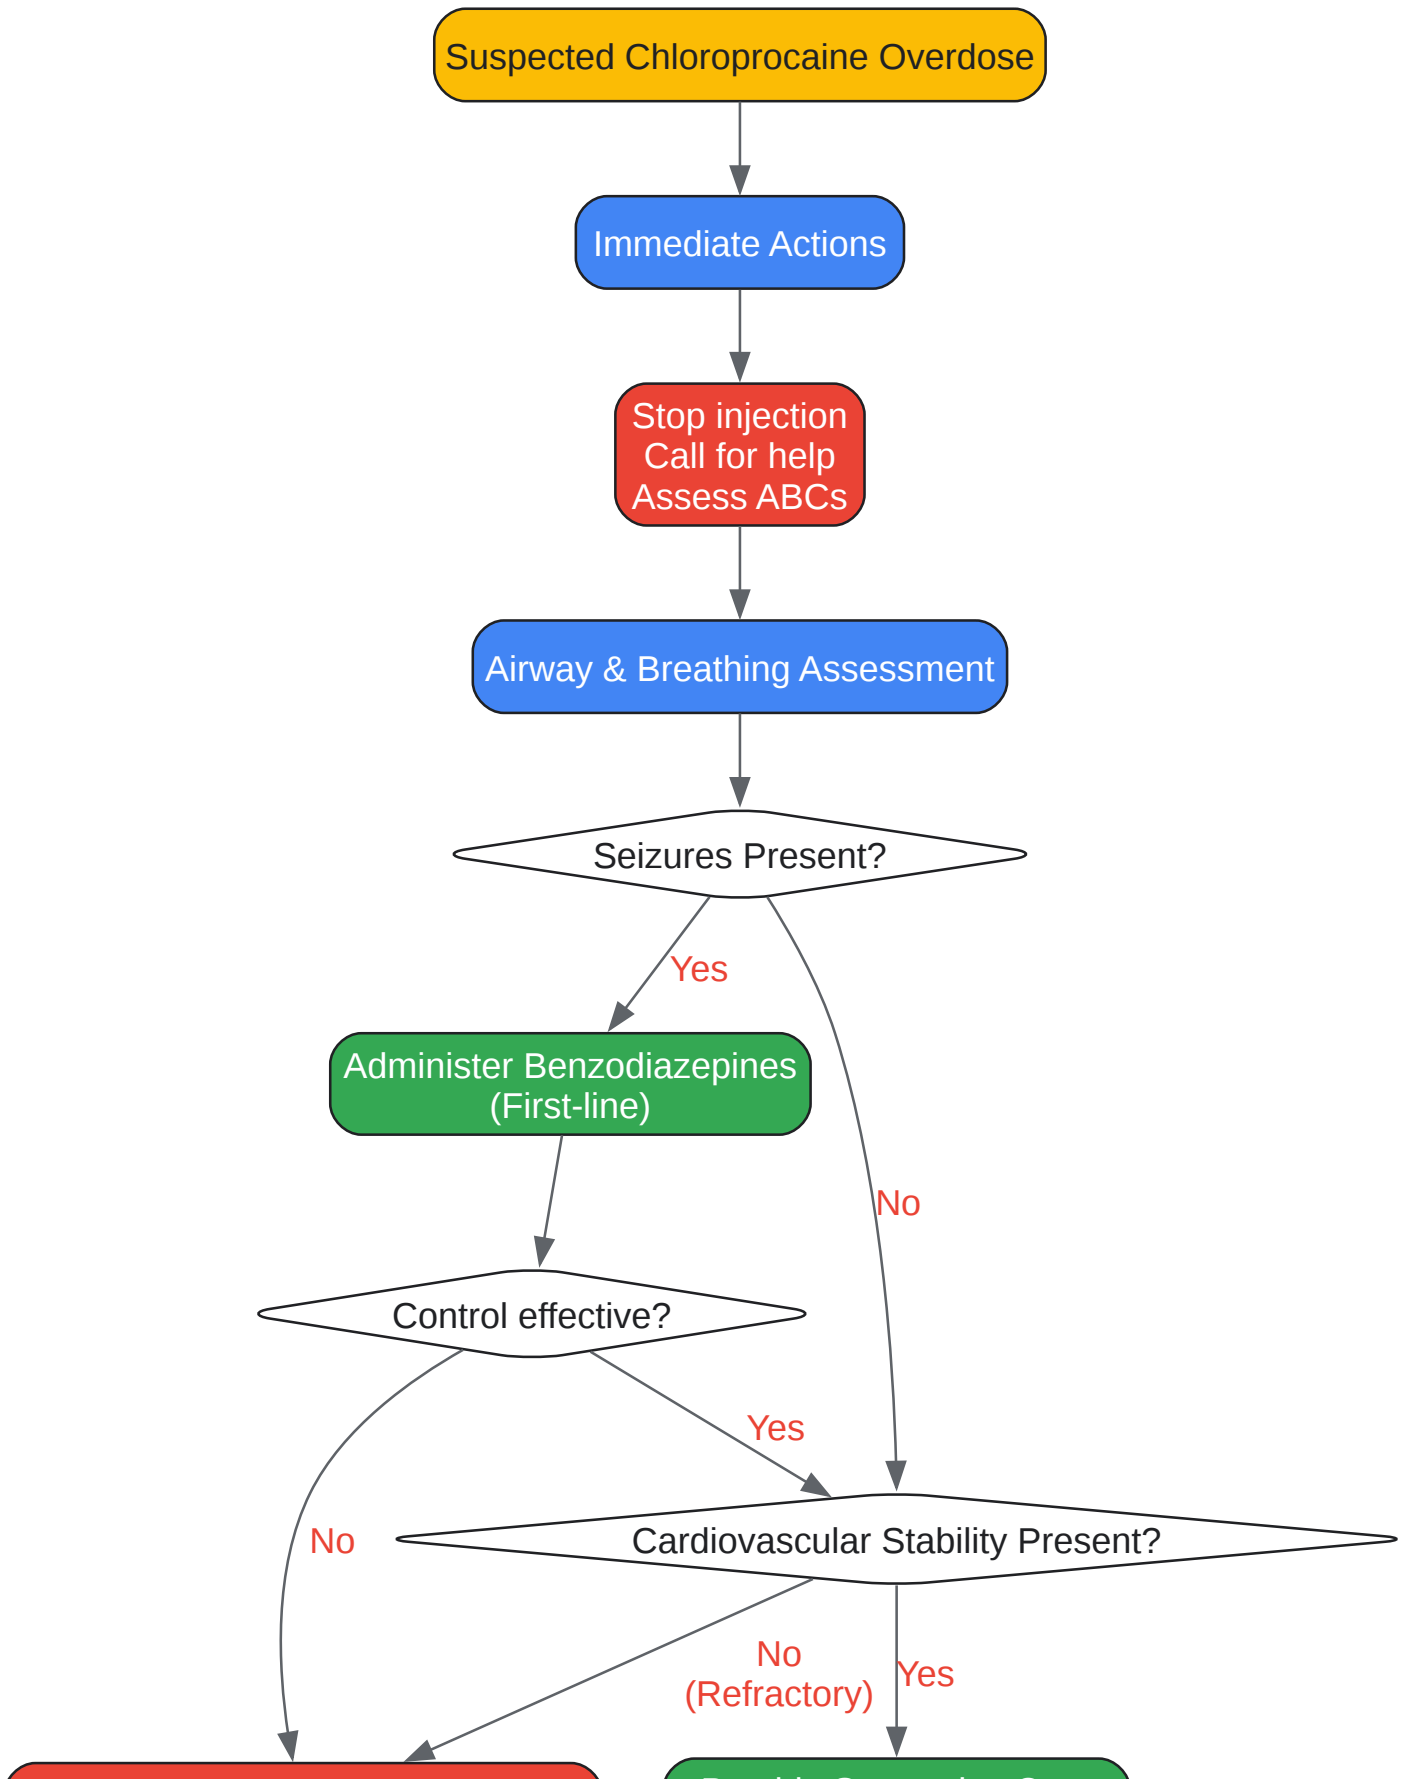 Suspected Chloroprocaine Overdose
Immediate Actions
Stop injection
Call for help
Assess ABCs
Airway & Breathing Assessment
Seizures Present?
Yes
Administer Benzodiazepines
(First-line)
No
Control effective?
Yes
No
Cardiovascular Stability Present?
No
(Refractory)
Yes